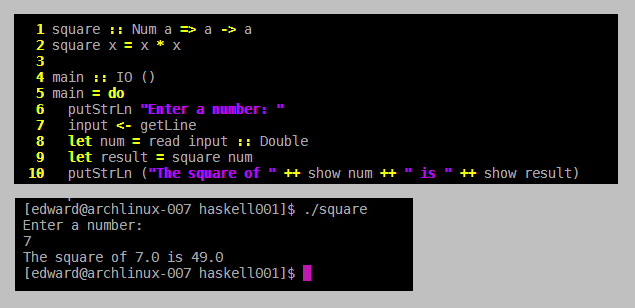 1 square :: Num a => a -> a
2 square x = x * x
3
4 main :: IO ()
5 main = do
6   putStrLn "Enter a number: "
7   input <- getLine
8   let num = read input :: Double
9   let result = square num
10   putStrLn ("The square of " ++ show num ++ " is " ++ show result)
[edward@archlinux-007 haskell001]$ ./square
Enter a number:
7
The square of 7.0 is 49.0
[edward@archlinux-007 haskell001]$